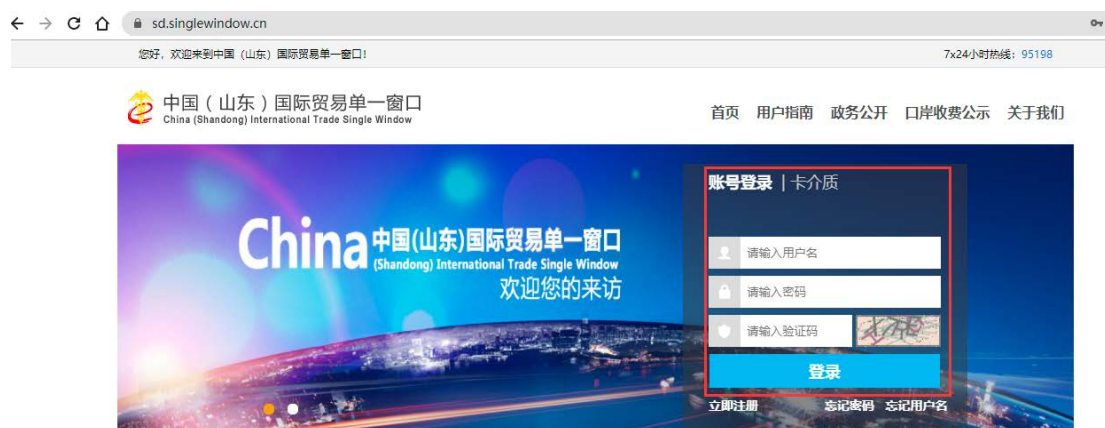 sd.singlewindow.cn
您好，欢迎来到中国（山东）国际贸易单一窗口！
7x24小时热线：95198
中国（山东）国际贸易单一窗口
China (Shandong) International Trade Single Window
首页 用户指南 政务公开 口岸收费公示 关于我们
账号登录 | 卡介质
China 中国(山东)国际贸易单一窗口
(Shandong) International Trade Single Window
欢迎您的来访
请输入用户名
请输入密码
请输入验证码
登录
立即注册 忘记密码 忘记用户名